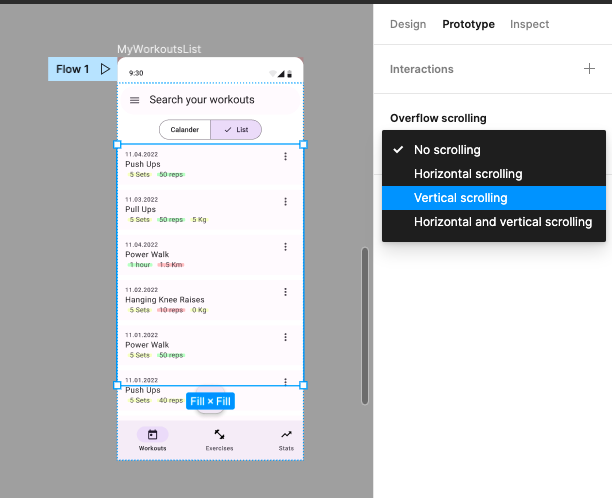 Design Prototype Inspect
Interactions
Overflow scrolling
No scrolling
Horizontal scrolling
Vertical scrolling
Horizontal and vertical scrolling
MyWorkoutsList
Flow 1
9:30
Search your workouts
Calander List
11.04.2022
Push Ups
5 Sets 50 reps
11.03.2022
Pull Ups
5 Sets 50 reps 5 Kg
11.04.2022
Power Walk
1 hour 1.5 Km
11.02.2022
Hanging Knee Raises
5 Sets 10 reps 0 Kg
11.01.2022
Power Walk
5 Sets 50 reps
11.01.2022
Push Ups
5 Sets 40 reps
Fill × Fill
Workouts Exercises Stats